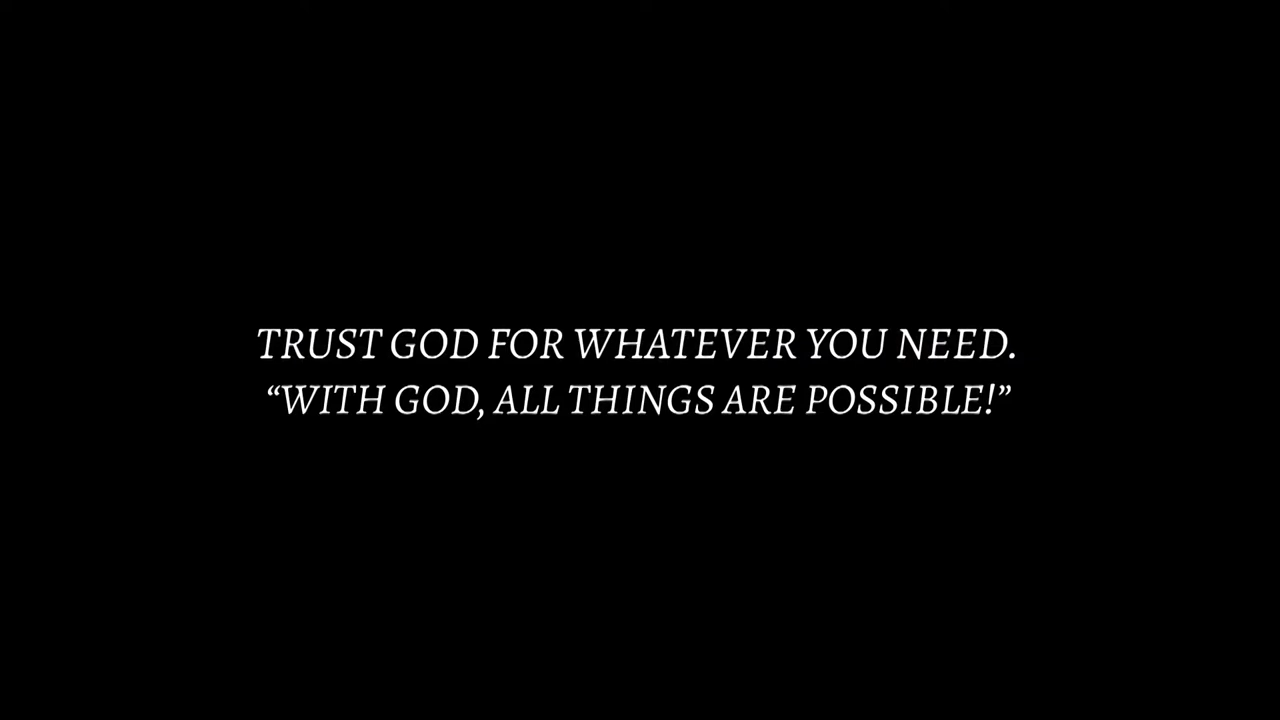 TRUST GOD FOR WHATEVER YOU NEED.
“WITH GOD, ALL THINGS ARE POSSIBLE!”